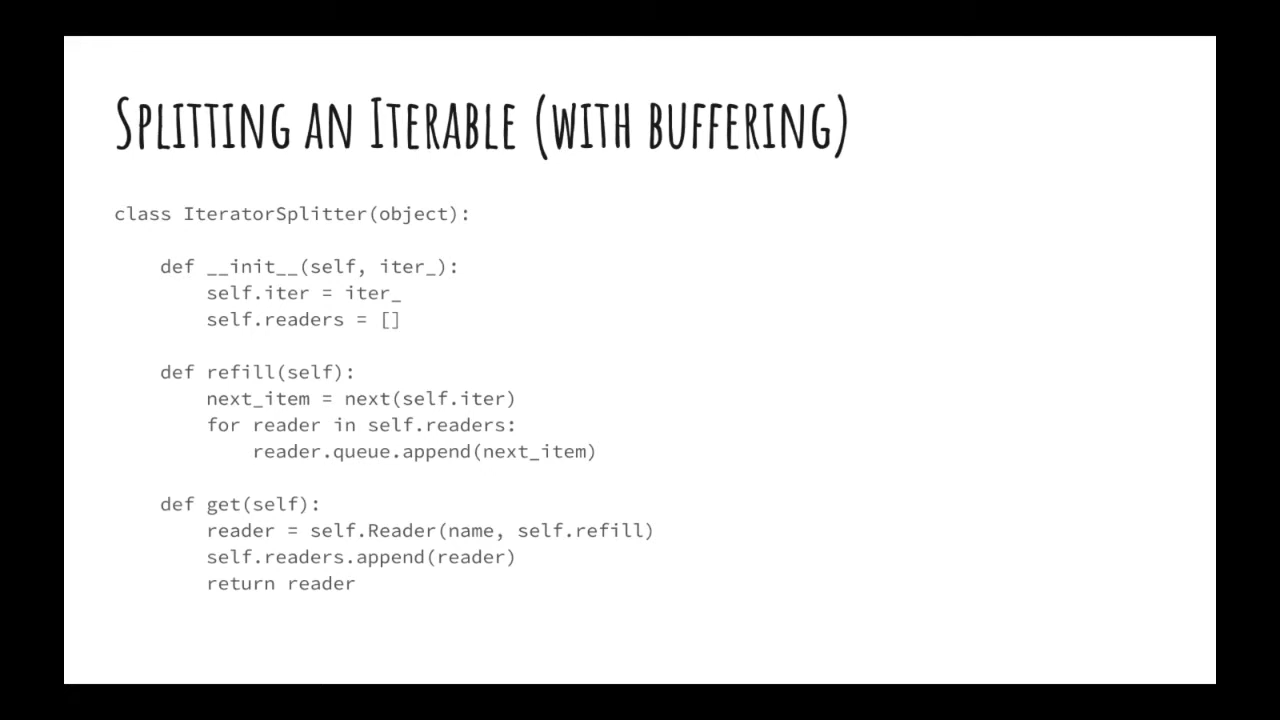 Splitting an Iterable (with buffering)
class IteratorSplitter(object):
def __init__(self, iter_):
self.iter = iter_
self.readers = []
def refill(self):
next_item = next(self.iter)
for reader in self.readers:
reader.queue.append(next_item)
def get(self):
reader = self.Reader(name, self.refill)
self.readers.append(reader)
return reader